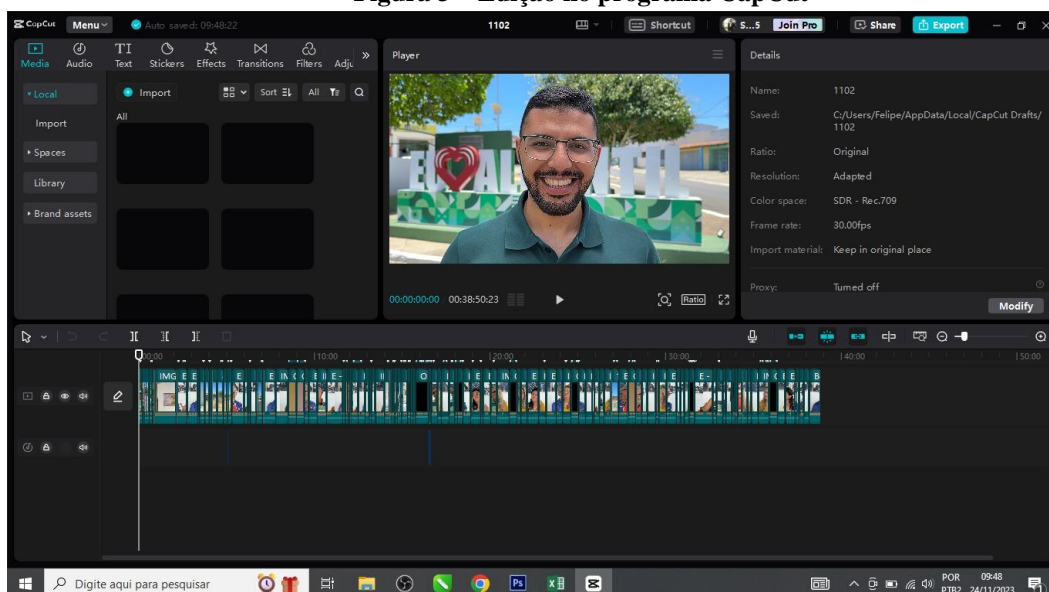 CapCut Menu Auto saved: 09:48:22 1102 Shortcut S...5 Join Pro Share Export
Media Audio TI Text Stickers Effects Transitions Filters
Player
Details
Local
Import
Spaces
Library
Brand assets
Import Sort All
All
Name: 1102
Saved: C:/Users/Felipe/AppData/Local/CapCut Drafts/
1102
Ratio: Original
Resolution: Adapted
Color space: SDR - Rec.709
Frame rate: 30.00fps
Import material: Keep in original place
Proxy: Turned off
Modify
00:00:00:00 00:38:50:23 Ratio
00:00 10:00 20:00 30:00 40:00 50:00
IMG E E
Digite aqui para pesquisar
Ps
POR 09:48
PTB2 24/11/2023